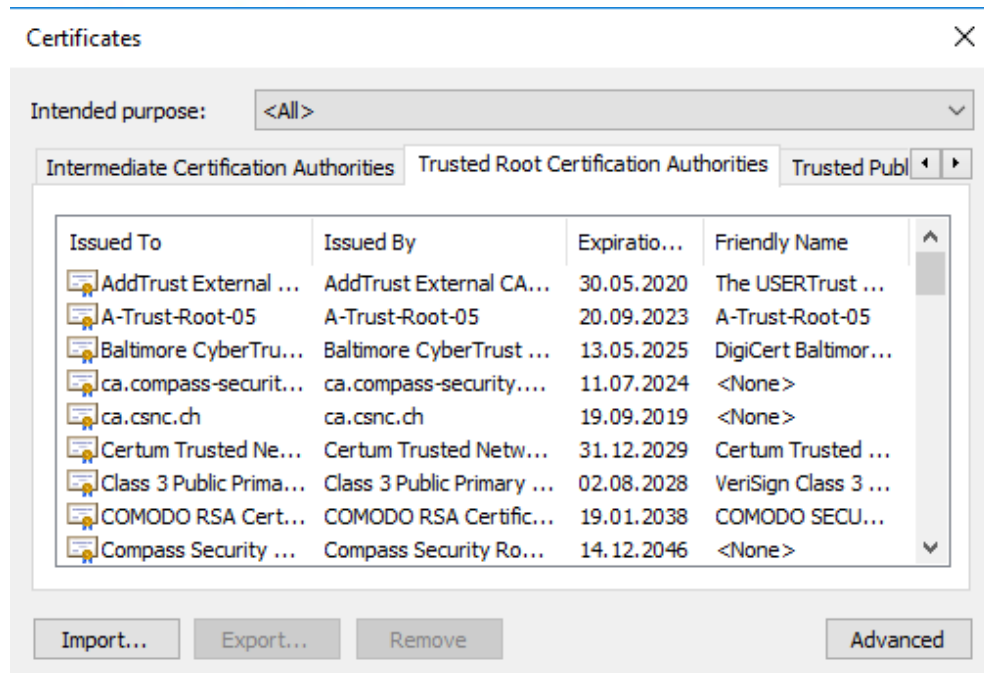 Certificates
Intended purpose: <All>
Intermediate Certification Authorities Trusted Root Certification Authorities Trusted Publ
Issued To Issued By Expiratio... Friendly Name
AddTrust External ... AddTrust External CA... 30.05.2020 The USERTrust ...
A-Trust-Root-05 A-Trust-Root-05 20.09.2023 A-Trust-Root-05
Baltimore CyberTru... Baltimore CyberTrust ... 13.05.2025 DigiCert Baltimor...
ca.compass-securit... ca.compass-security.... 11.07.2024 <None>
ca.csnc.ch ca.csnc.ch 19.09.2019 <None>
Certum Trusted Ne... Certum Trusted Netw... 31.12.2029 Certum Trusted ...
Class 3 Public Prima... Class 3 Public Primary ... 02.08.2028 VeriSign Class 3 ...
COMODO RSA Cert... COMODO RSA Certific... 19.01.2038 COMODO SECU...
Compass Security ... Compass Security Ro... 14.12.2046 <None>
Import... Export... Remove Advanced